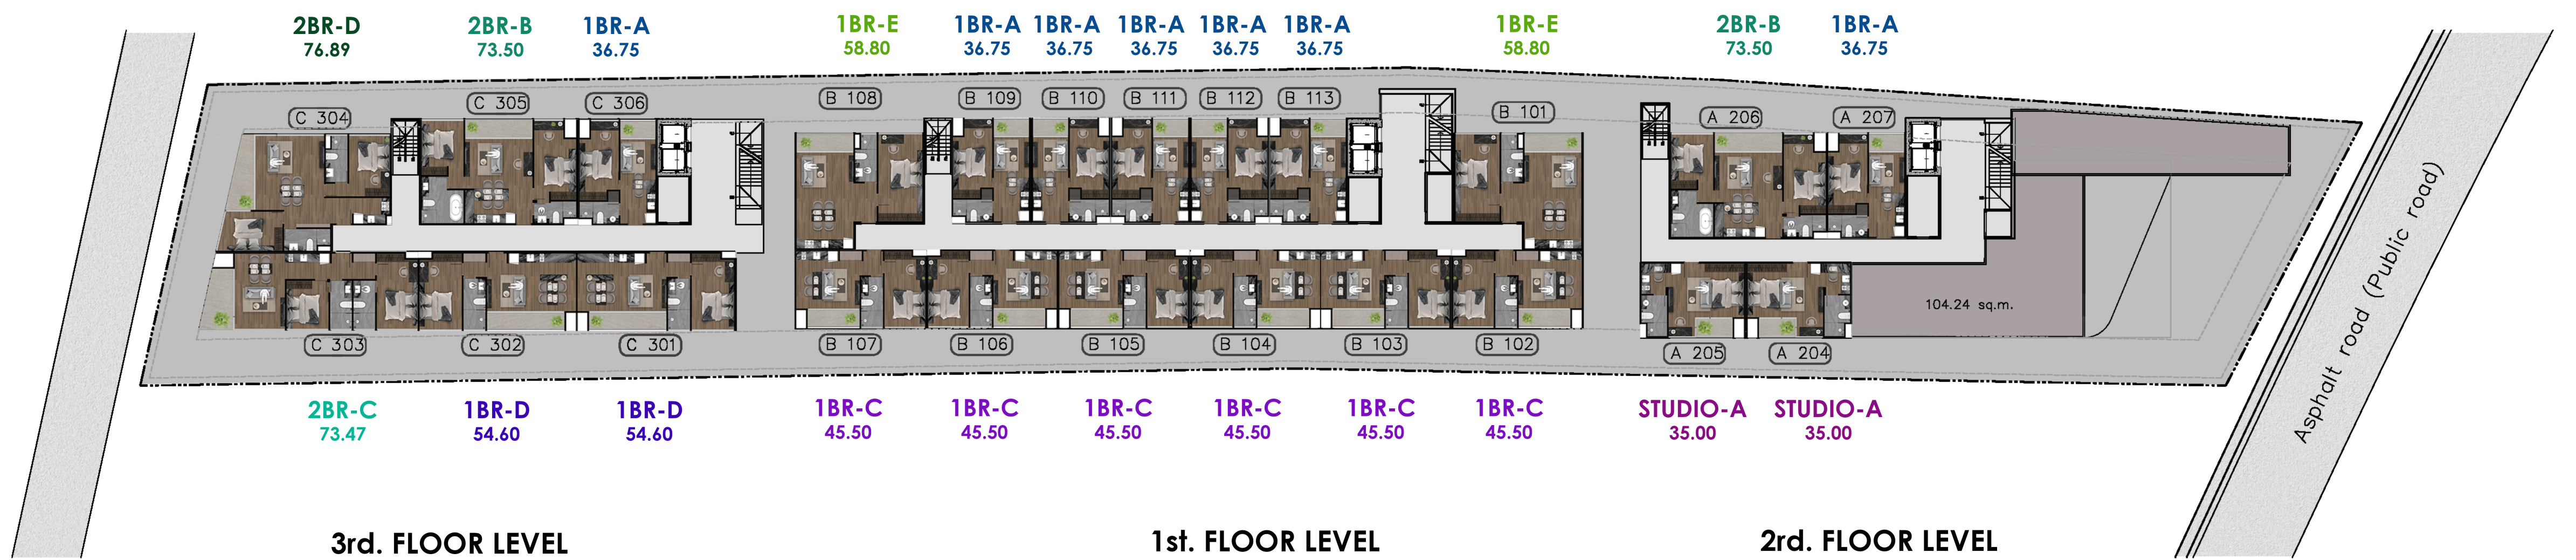 2BR-D 2BR-B 1BR-A 1BR-E 1BR-A 1BR-A 1BR-A 1BR-A 1BR-A 1BR-E 2BR-B 1BR-A
76.89 73.50 36.75 58.80 36.75 36.75 36.75 36.75 36.75 58.80 73.50 36.75
C 304 C 305 C 306 B 108 B 109 B 110 B 111 B 112 B 113 B 101 A 206 A 207
Asphalt road (Public road)
104.24 sq.m.
C 303 C 302 C 301 B 107 B 106 B 105 B 104 B 103 B 102 A 205 A 204
2BR-C 1BR-D 1BR-D 1BR-C 1BR-C 1BR-C 1BR-C 1BR-C 1BR-C STUDIO-A STUDIO-A
73.47 54.60 54.60 45.50 45.50 45.50 45.50 45.50 45.50 35.00 35.00
3rd. FLOOR LEVEL 1st. FLOOR LEVEL 2rd. FLOOR LEVEL